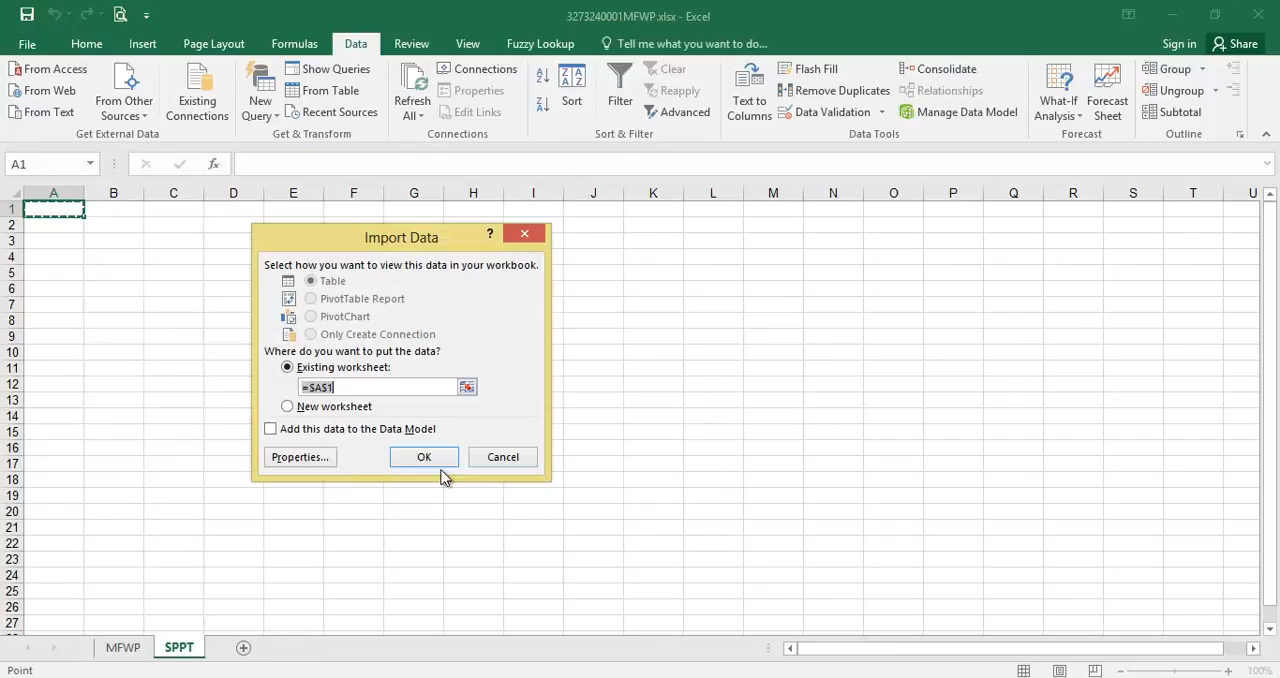 3273240001MFWP.xlsx - Excel
File Home Insert Page Layout Formulas Data Review View Fuzzy Lookup Tell me what you want to do... Sign in Share
From Access
From Web
From Text
From Other
Sources
Existing
Connections
Get External Data
New
Query
Show Queries
From Table
Recent Sources
Get & Transform
Refresh
All
Connections
Properties
Edit Links
Connections
Sort
Filter
Clear
Reapply
Advanced
Sort & Filter
Text to
Columns
Flash Fill
Remove Duplicates
Data Validation
Consolidate
Relationships
Manage Data Model
Data Tools
What-If
Analysis
Forecast
Sheet
Forecast
Group
Ungroup
Subtotal
Outline
A1
fx
A B C D E F G H I J K L M N O P Q R S T U
1
2
3
4
5
6
7
8
9
10
11
12
13
14
15
16
17
18
19
20
21
22
23
24
25
26
27
Import Data
?
Select how you want to view this data in your workbook.
Table
PivotTable Report
PivotChart
Only Create Connection
Where do you want to put the data?
Existing worksheet:
=$A$1
New worksheet
Add this data to the Data Model
Properties... OK Cancel
MFWP SPPT
Point
100%